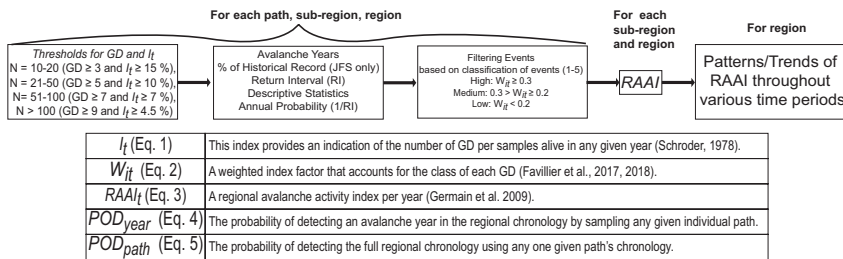 For each path, sub-region, region
For each
sub-region
and region
For region
Thresholds for GD and It
N = 10-20 (GD ≥ 3 and It ≥ 15 %),
N = 21-50 (GD ≥ 5 and It ≥ 10 %),
N= 51-100 (GD ≥ 7 and It ≥ 7 %),
N > 100 (GD ≥ 9 and It ≥ 4.5 %)
Avalanche Years
% of Historical Record (JFS only)
Return Interval (RI)
Descriptive Statistics
Annual Probability (1/RI)
Filtering Events
based on classification of events (1-5)
High: Wit ≥ 0.3
Medium: 0.3 > Wit ≥ 0.2
Low: Wit < 0.2
RAAI
Patterns/Trends of
RAAI throughout
various time periods
It (Eq. 1) This index provides an indication of the number of GD per samples alive in any given year (Schroder, 1978).
Wit (Eq. 2) A weighted index factor that accounts for the class of each GD (Favillier et al., 2017, 2018).
RAAIt (Eq. 3) A regional avalanche activity index per year (Germain et al. 2009).
PODyear (Eq. 4) The probability of detecting an avalanche year in the regional chronology by sampling any given individual path.
PODpath (Eq. 5) The probability of detecting the full regional chronology using any one given path's chronology.